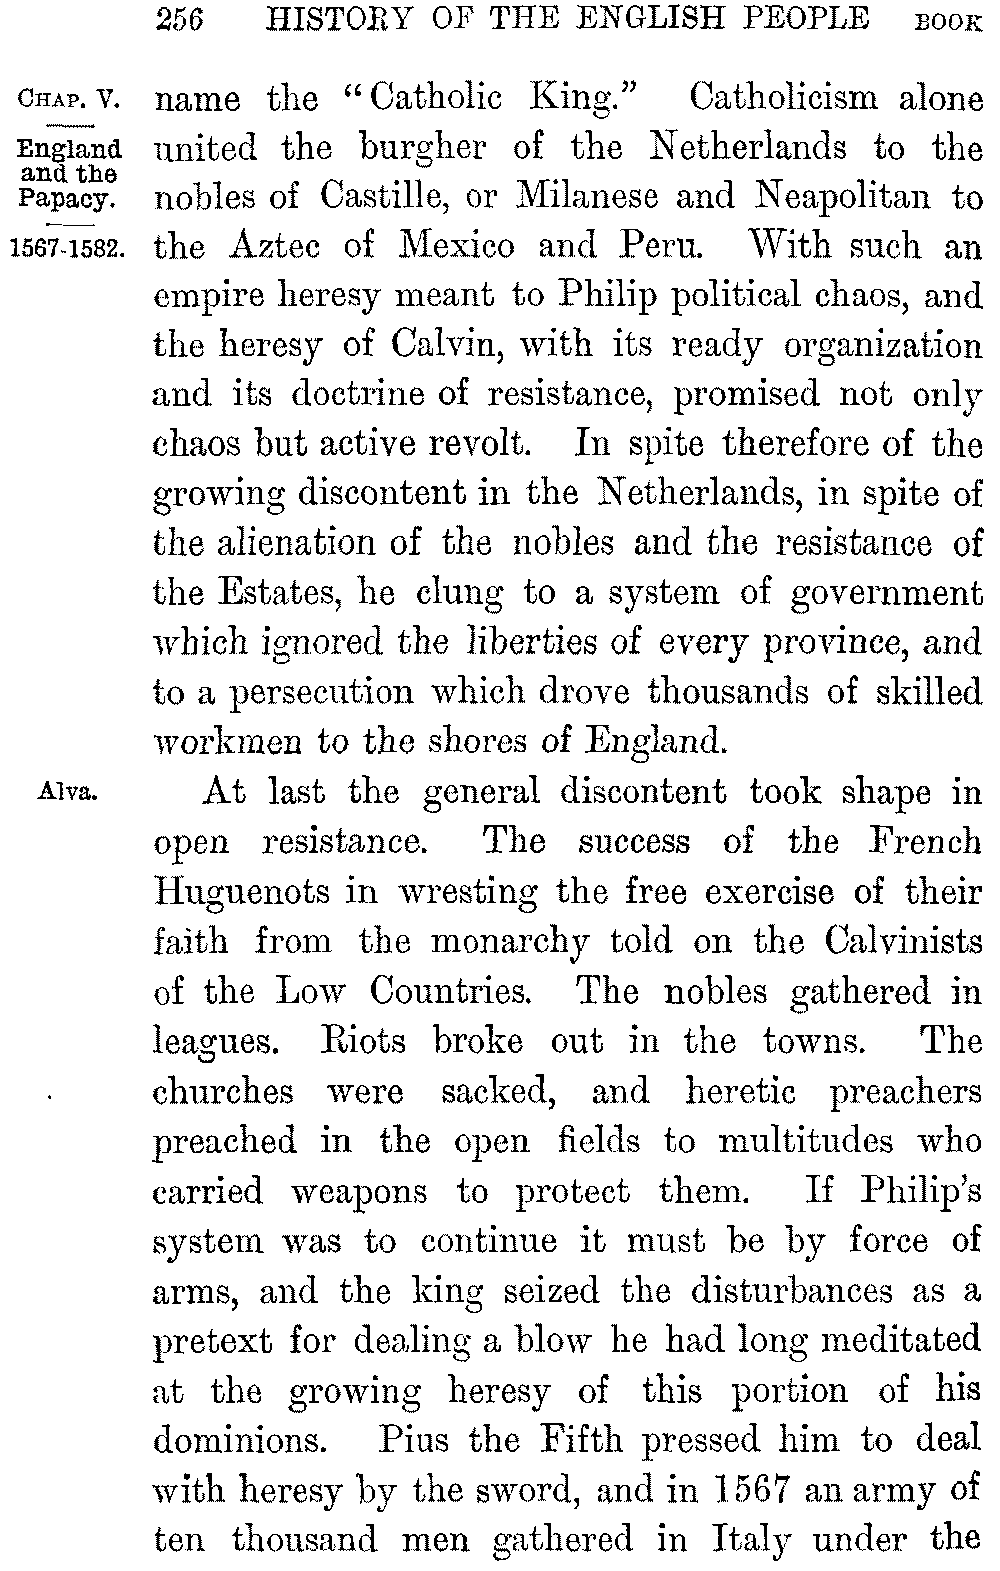 256 HISTORY OF THE ENGLISH PEOPLE BOOK
CHAP. V.
England
and the
Papacy.
1567-1582.
name the “Catholic King.” Catholicism alone
united the burgher of the Netherlands to the
nobles of Castille, or Milanese and Neapolitan to
the Aztec of Mexico and Peru. With such an
empire heresy meant to Philip political chaos, and
the heresy of Calvin, with its ready organization
and its doctrine of resistance, promised not only
chaos but active revolt. In spite therefore of the
growing discontent in the Netherlands, in spite of
the alienation of the nobles and the resistance of
the Estates, he clung to a system of government
which ignored the liberties of every province, and
to a persecution which drove thousands of skilled
workmen to the shores of England.
Alva.
At last the general discontent took shape in
open resistance. The success of the French
Huguenots in wresting the free exercise of their
faith from the monarchy told on the Calvinists
of the Low Countries. The nobles gathered in
leagues. Riots broke out in the towns. The
churches were sacked, and heretic preachers
preached in the open fields to multitudes who
carried weapons to protect them. If Philip’s
system was to continue it must be by force of
arms, and the king seized the disturbances as a
pretext for dealing a blow he had long meditated
at the growing heresy of this portion of his
dominions. Pius the Fifth pressed him to deal
with heresy by the sword, and in 1567 an army of
ten thousand men gathered in Italy under the